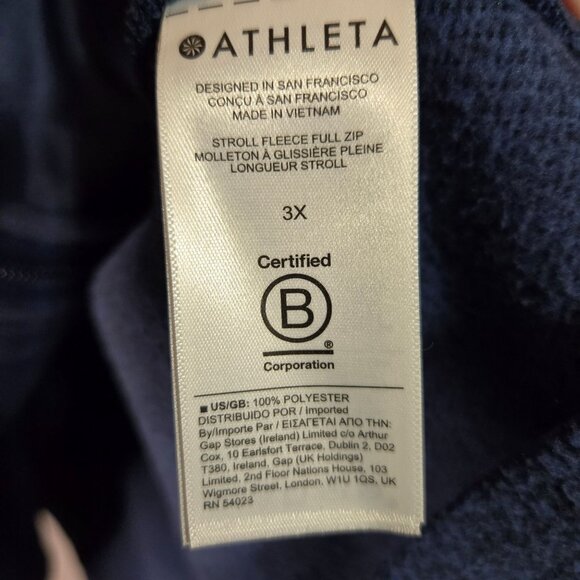 ATHLETA
DESIGNED IN SAN FRANCISCO
CONÇU À SAN FRANCISCO
MADE IN VIETNAM
STROLL FLEECE FULL ZIP
MOLLETON À GLISSIÈRE PLEINE
LONGUEUR STROLL
3X
Certified
B
®
Corporation
■ US/GB: 100% POLYESTER
DISTRIBUIDO POR / Imported
By/Importe Par / ΕΙΣΑΓΕΤΑΙ ΑΠΟ ΤΗΝ:
Gap Stores (Ireland) Limited c/o Arthur
Cox, 10 Earlsfort Terrace, Dublin 2, D02
T380, Ireland, Gap (UK Holdings)
Limited, 2nd Floor Nations House, 103
Wigmore Street, London, W1U 1QS, UK
RN 54023